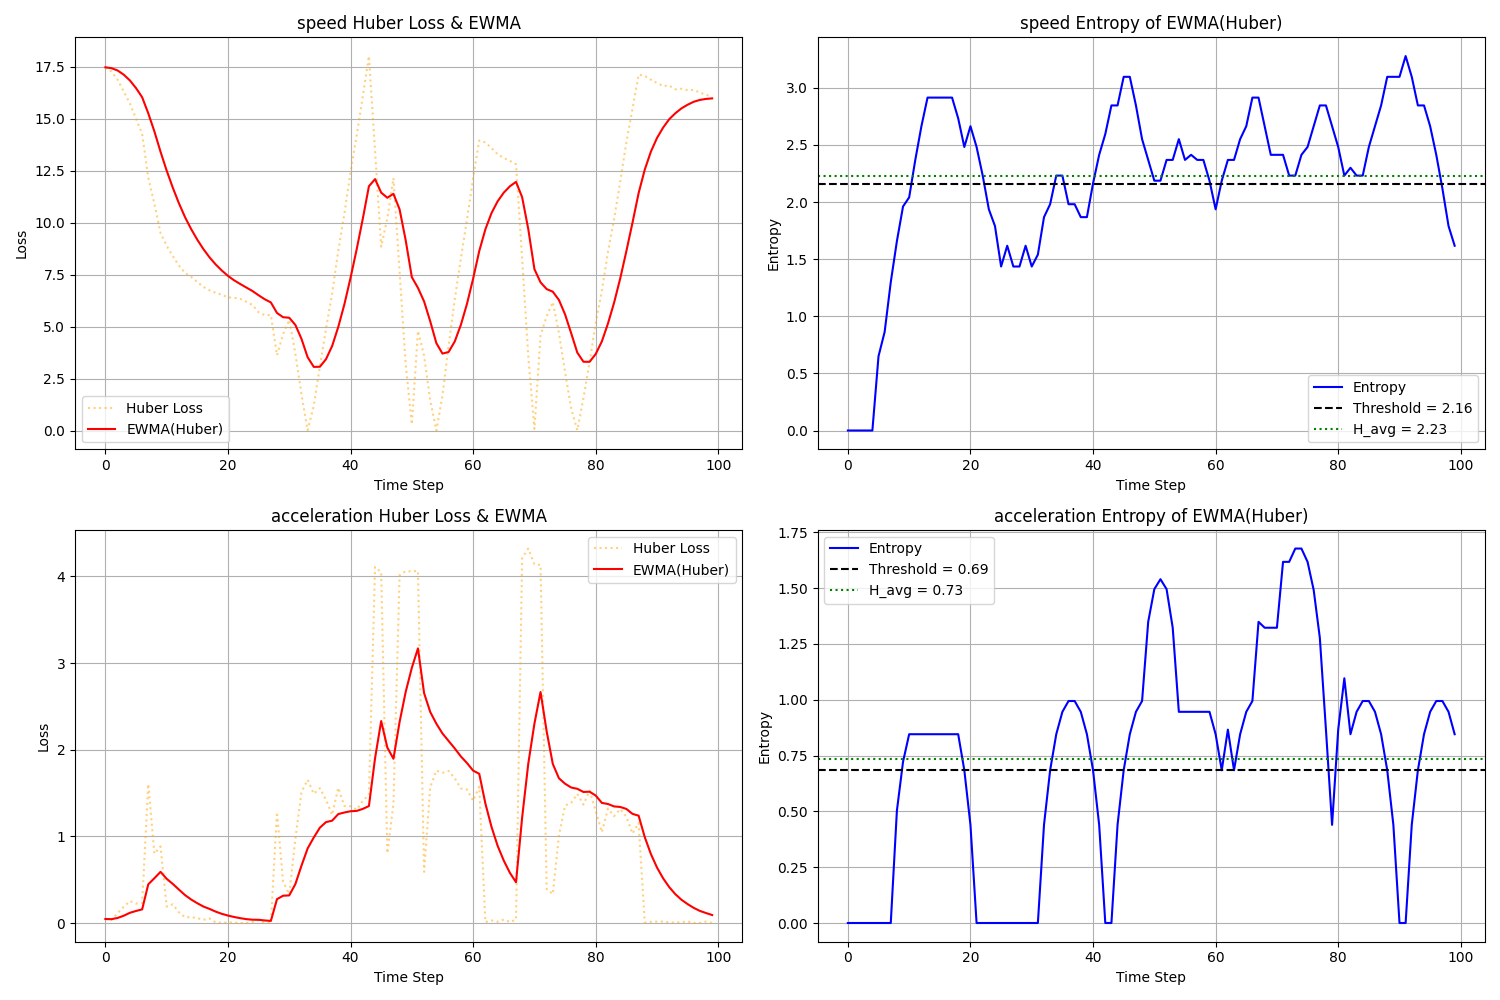 speed Huber Loss & EWMA
17.5
15.0
12.5
10.0
7.5
5.0
2.5
0.0
Loss
Huber Loss
EWMA(Huber)
0 20 40 60 80 100
Time Step
speed Entropy of EWMA(Huber)
3.0
2.5
2.0
1.5
1.0
0.5
0.0
Entropy
Entropy
Threshold = 2.16
H_avg = 2.23
0 20 40 60 80 100
Time Step
acceleration Huber Loss & EWMA
4
3
2
1
0
Loss
Huber Loss
EWMA(Huber)
0 20 40 60 80 100
Time Step
acceleration Entropy of EWMA(Huber)
1.75
1.50
1.25
1.00
0.75
0.50
0.25
0.00
Entropy
Entropy
Threshold = 0.69
H_avg = 0.73
0 20 40 60 80 100
Time Step